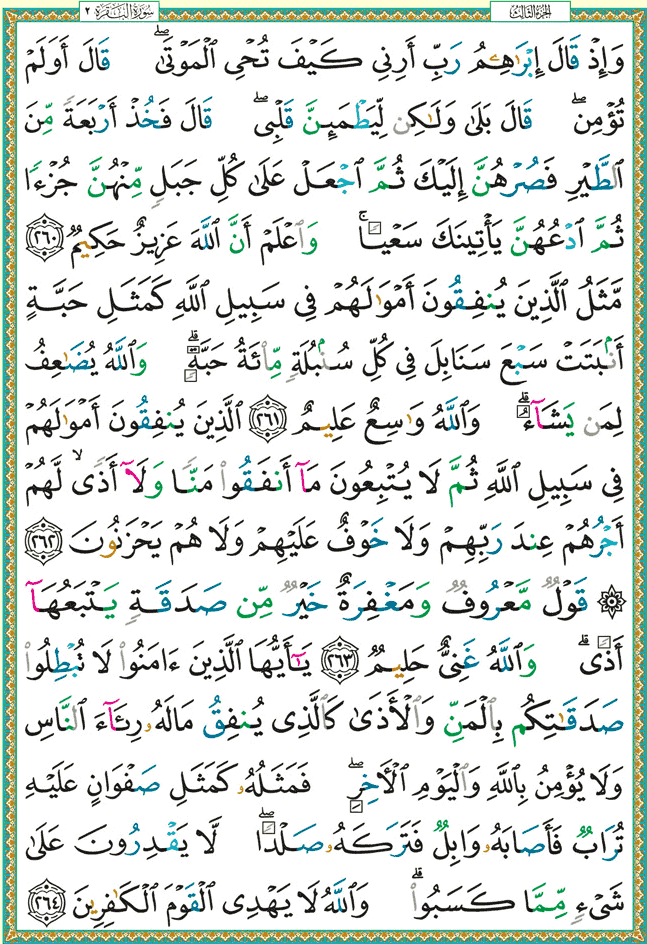 الجزء الثالث
سورة البقرة ٢
وَإِذۡ قَالَ إِبۡرَٰهِـۧمُ رَبِّ أَرِنِي كَيۡفَ تُحۡيِ ٱلۡمَوۡتَىٰۖ قَالَ أَوَلَمۡ
تُؤۡمِنۖ قَالَ بَلَىٰ وَلَٰكِن لِّيَطۡمَئِنَّ قَلۡبِيۖ قَالَ فَخُذۡ أَرۡبَعَةٗ مِّنَ
ٱلطَّيۡرِ فَصُرۡهُنَّ إِلَيۡكَ ثُمَّ ٱجۡعَلۡ عَلَىٰ كُلِّ جَبَلٖ مِّنۡهُنَّ جُزۡءٗا
ثُمَّ ٱدۡعُهُنَّ يَأۡتِينَكَ سَعۡيٗاۚ وَٱعۡلَمۡ أَنَّ ٱللَّهَ عَزِيزٌ حَكِيمٞ ٢٦٠
مَّثَلُ ٱلَّذِينَ يُنفِقُونَ أَمۡوَٰلَهُمۡ فِي سَبِيلِ ٱللَّهِ كَمَثَلِ حَبَّةٍ
أَنۢبَتَتۡ سَبۡعَ سَنَابِلَ فِي كُلِّ سُنۢبُلَةٖ مِّاْئَةُ حَبَّةٖۗ وَٱللَّهُ يُضَٰعِفُ
لِمَن يَشَآءُۚ وَٱللَّهُ وَٰسِعٌ عَلِيمٌ ٢٦١ ٱلَّذِينَ يُنفِقُونَ أَمۡوَٰلَهُمۡ
فِي سَبِيلِ ٱللَّهِ ثُمَّ لَا يُتۡبِعُونَ مَآ أَنفَقُواْ مَنّٗا وَلَآ أَذٗى لَّهُمۡ
أَجۡرُهُمۡ عِندَ رَبِّهِمۡ وَلَا خَوۡفٌ عَلَيۡهِمۡ وَلَا هُمۡ يَحۡزَنُونَ ٢٦٢
۞ قَوۡلٞ مَّعۡرُوفٞ وَمَغۡفِرَةٌ خَيۡرٞ مِّن صَدَقَةٖ يَتۡبَعُهَآ
أَذٗىۗ وَٱللَّهُ غَنِيٌّ حَلِيمٞ ٢٦٣ يَٰٓأَيُّهَا ٱلَّذِينَ ءَامَنُواْ لَا تُبۡطِلُواْ
صَدَقَٰتِكُم بِٱلۡمَنِّ وَٱلۡأَذَىٰ كَٱلَّذِي يُنفِقُ مَالَهُۥ رِئَآءَ ٱلنَّاسِ
وَلَا يُؤۡمِنُ بِٱللَّهِ وَٱلۡيَوۡمِ ٱلۡأٓخِرِۖ فَمَثَلُهُۥ كَمَثَلِ صَفۡوَانٍ عَلَيۡهِ
تُرَابٞ فَأَصَابَهُۥ وَابِلٞ فَتَرَكَهُۥ صَلۡدٗاۖ لَّا يَقۡدِرُونَ عَلَىٰ
شَيۡءٖ مِّمَّا كَسَبُواْۗ وَٱللَّهُ لَا يَهۡدِي ٱلۡقَوۡمَ ٱلۡكَٰفِرِينَ ٢٦٤